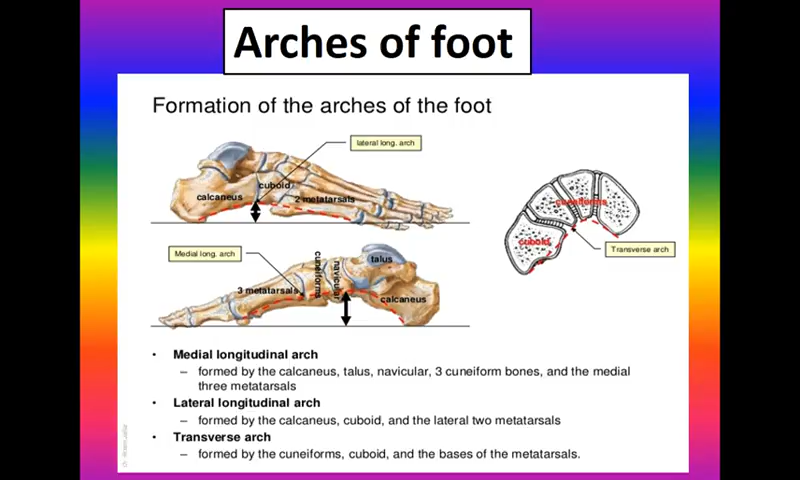 Arches of foot
Formation of the arches of the foot
lateral long. arch
cuboid
calcaneus
2 metatarsals
cuneiforms
cuboid
Transverse arch
Medial long. arch
cuneiforms
navicular
talus
3 metatarsals
calcaneus
• Medial longitudinal arch
– formed by the calcaneus, talus, navicular, 3 cuneiform bones, and the medial
three metatarsals
• Lateral longitudinal arch
– formed by the calcaneus, cuboid, and the lateral two metatarsals
• Transverse arch
– formed by the cuneiforms, cuboid, and the bases of the metatarsals.